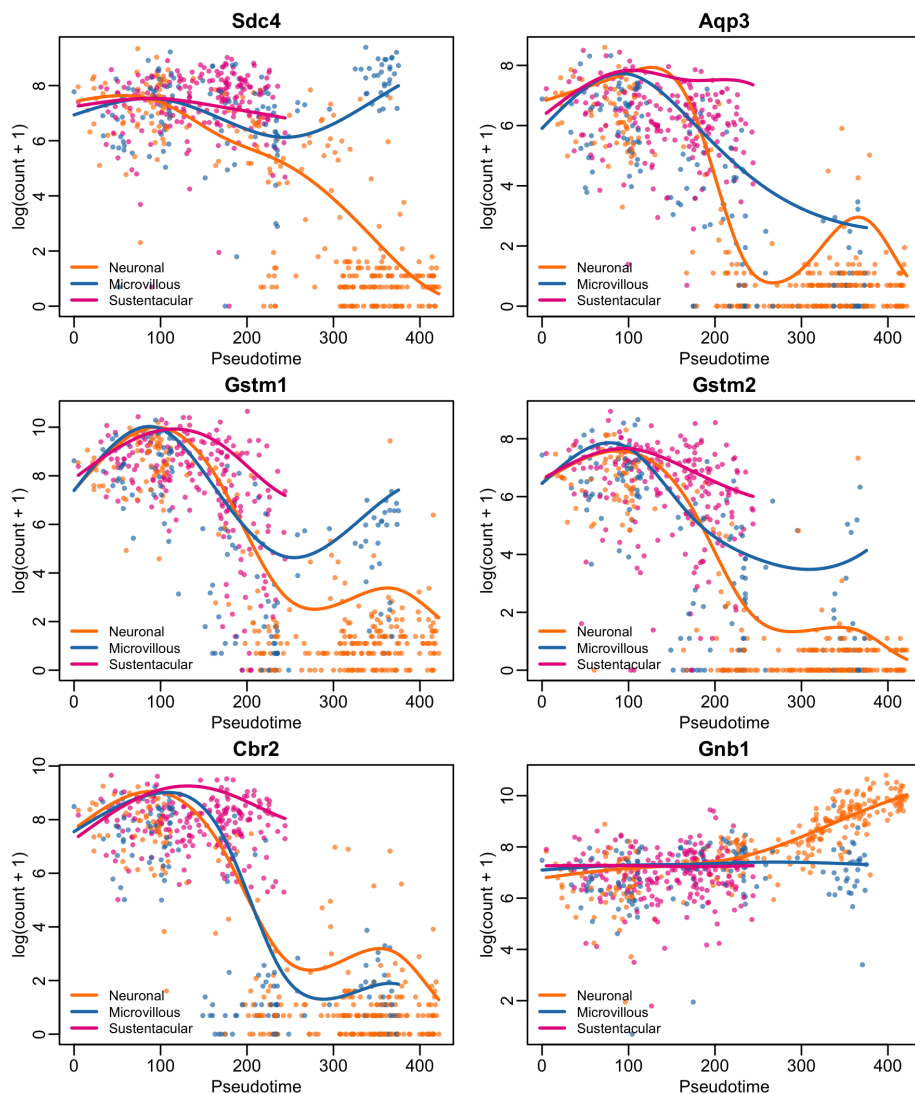 Sdc4
log(count + 1)
8
6
4
2
0
Neuronal
Microvillous
Sustentacular
0 100 200 300 400
Pseudotime
Aqp3
log(count + 1)
8
6
4
2
0
Neuronal
Microvillous
Sustentacular
0 100 200 300 400
Pseudotime
Gstm1
log(count + 1)
10
8
6
4
2
0
Neuronal
Microvillous
Sustentacular
0 100 200 300 400
Pseudotime
Gstm2
log(count + 1)
8
6
4
2
0
Neuronal
Microvillous
Sustentacular
0 100 200 300 400
Pseudotime
Cbr2
log(count + 1)
10
8
6
4
2
0
Neuronal
Microvillous
Sustentacular
0 100 200 300 400
Pseudotime
Gnb1
log(count + 1)
10
8
6
4
2
Neuronal
Microvillous
Sustentacular
0 100 200 300 400
Pseudotime